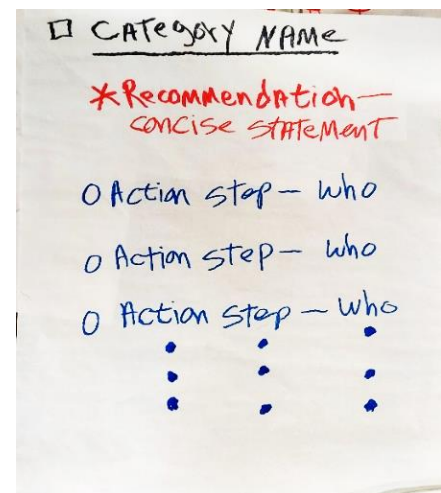 □ CATegory NAMe
*Recommendation—
concise STATEMENT
O Action step – Who
O Action step – Who
O Action step – Who
• • •
• • •
• • •